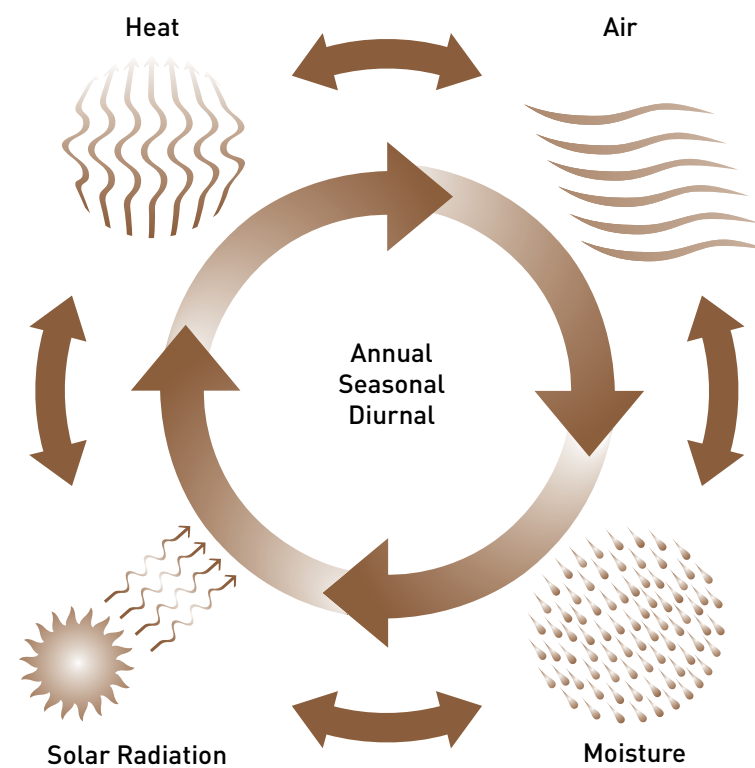 Heat
Air
Annual
Seasonal
Diurnal
Solar Radiation
Moisture